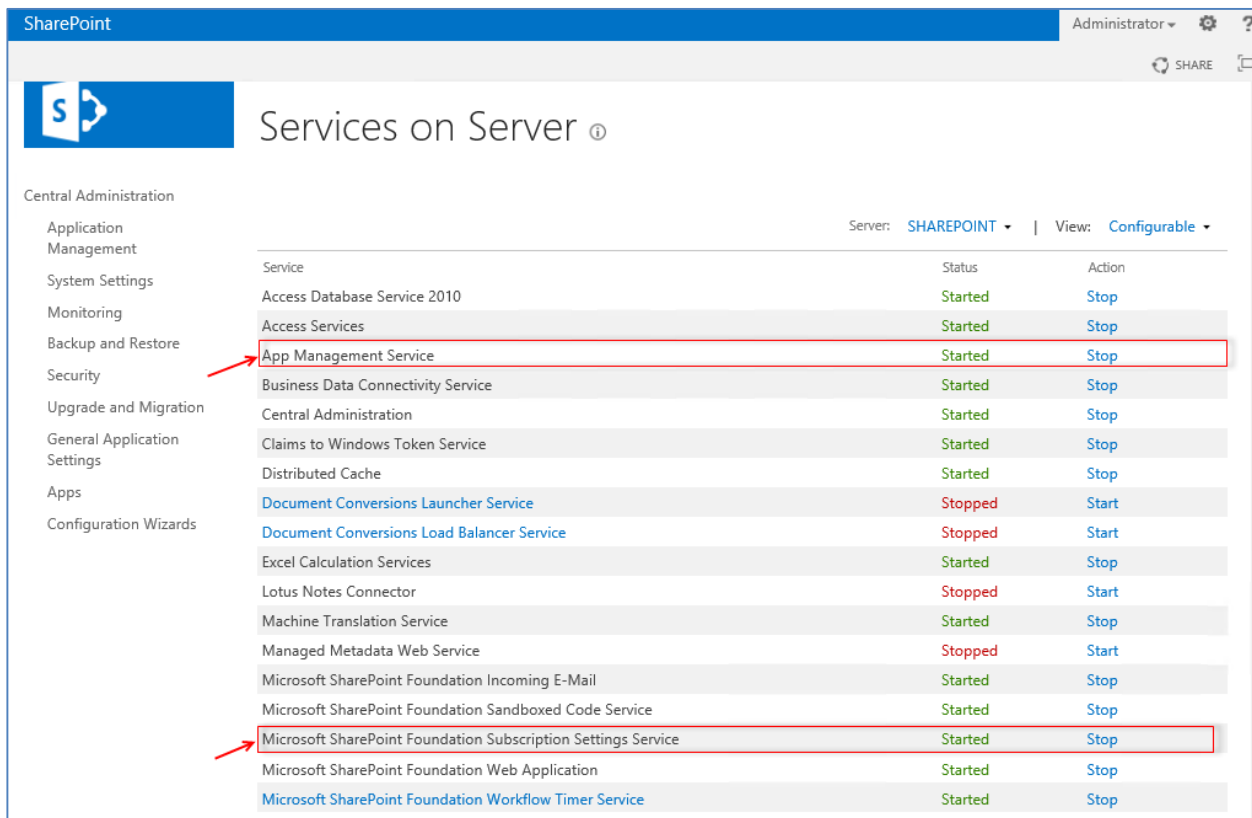 SharePoint
Administrator
?
SHARE
S
Services on Server
Central Administration
Application
Management
System Settings
Monitoring
Backup and Restore
Security
Upgrade and Migration
General Application
Settings
Apps
Configuration Wizards
Server: SHAREPOINT | View: Configurable
Service Status Action
Access Database Service 2010 Started Stop
Access Services Started Stop
App Management Service Started Stop
Business Data Connectivity Service Started Stop
Central Administration Started Stop
Claims to Windows Token Service Started Stop
Distributed Cache Started Stop
Document Conversions Launcher Service Stopped Start
Document Conversions Load Balancer Service Stopped Start
Excel Calculation Services Started Stop
Lotus Notes Connector Stopped Start
Machine Translation Service Started Stop
Managed Metadata Web Service Stopped Start
Microsoft SharePoint Foundation Incoming E-Mail Started Stop
Microsoft SharePoint Foundation Sandboxed Code Service Started Stop
Microsoft SharePoint Foundation Subscription Settings Service Started Stop
Microsoft SharePoint Foundation Web Application Started Stop
Microsoft SharePoint Foundation Workflow Timer Service Started Stop